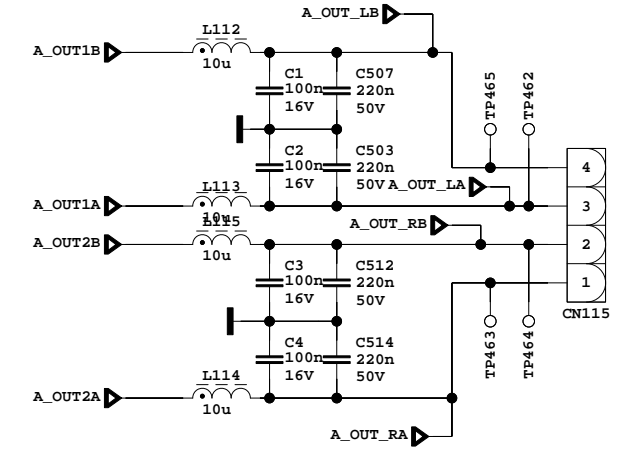 A_OUT_LB
L112
A_OUT1B
10u
C1
100n
16V
C507
220n
50V
TP465
TP462
C2
100n
16V
C503
220n
50V
A_OUT_LA
4
3
2
1
CN115
L113
A_OUT1A
10u
L115
A_OUT2B
10u
A_OUT_RB
C3
100n
16V
C512
220n
50V
C4
100n
16V
C514
220n
50V
TP463
TP464
L114
A_OUT2A
10u
A_OUT_RA